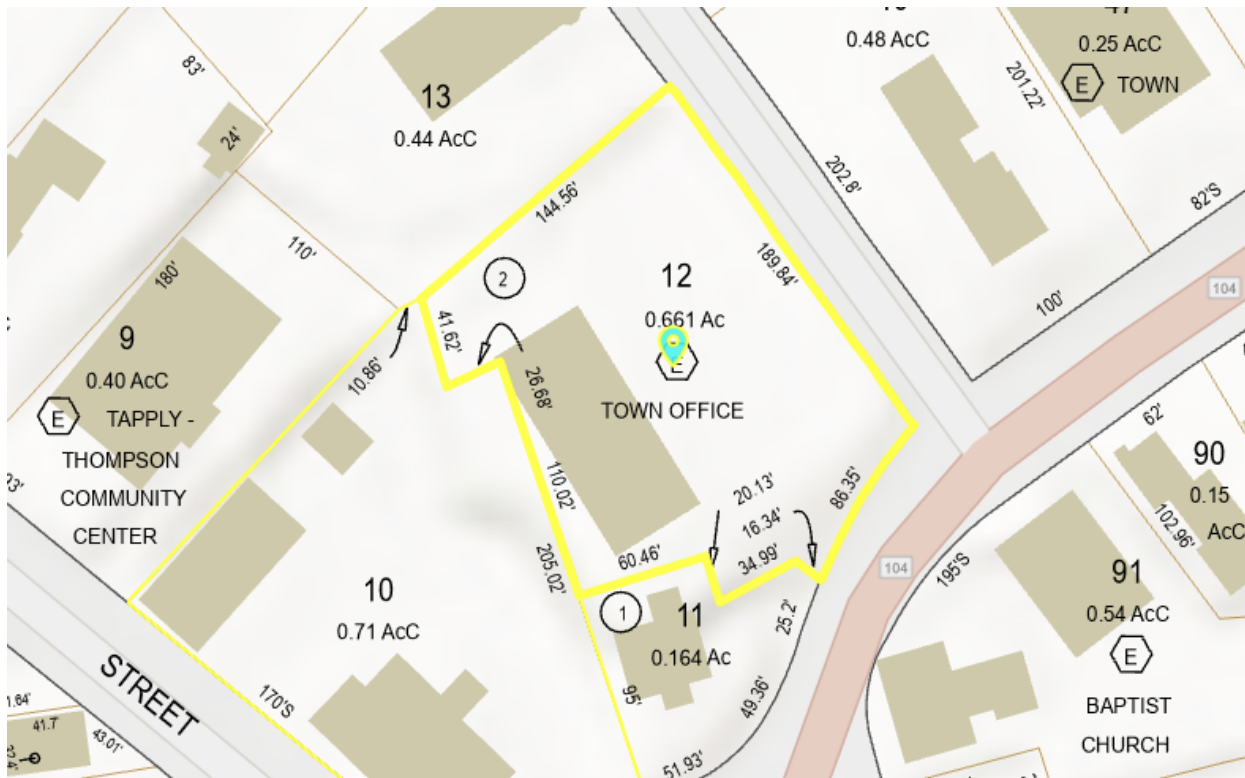 83'
13
0.44 AcC
24'
0.48 AcC
47
0.25 AcC
E TOWN
201.22'
202.8'
82'S
104
100'
144.56'
189.84'
110'
180'
2
12
0.661 Ac
E
TOWN OFFICE
9
0.40 AcC
E TAPPLY -
THOMPSON
COMMUNITY
CENTER
41.62'
10.86'
26.68'
110.02'
205.02'
20.13'
16.34'
34.99'
86.35'
60.46'
62'
90
0.15
AcC
102.96'
104
195'S
91
0.54 AcC
E
BAPTIST
CHURCH
10
0.71 AcC
1
11
0.164 Ac
25.2'
95'
49.36'
51.93'
STREET
170'S
41.7'
43.01'